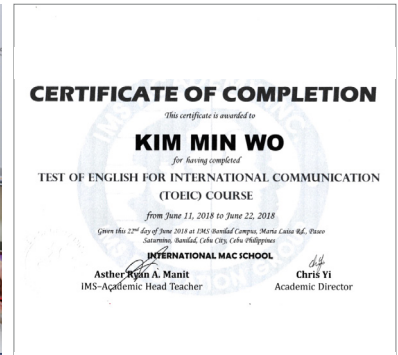 CERTIFICATE OF COMPLETION
This certificate is awarded to
KIM MIN WO
for having completed
TEST OF ENGLISH FOR INTERNATIONAL COMMUNICATION
(TOEIC) COURSE
from June 11, 2018 to June 22, 2018
Given this 22nd day of June 2018 at IMS Banilad Campus, Maria Luisa Rd., Paseo
Saturnino, Banilad, Cebu City, Cebu Philippines
INTERNATIONAL MAC SCHOOL
Asther Ryan A. Manit
Chris Yi
iMS-Academic Head Teacher
Academic Director